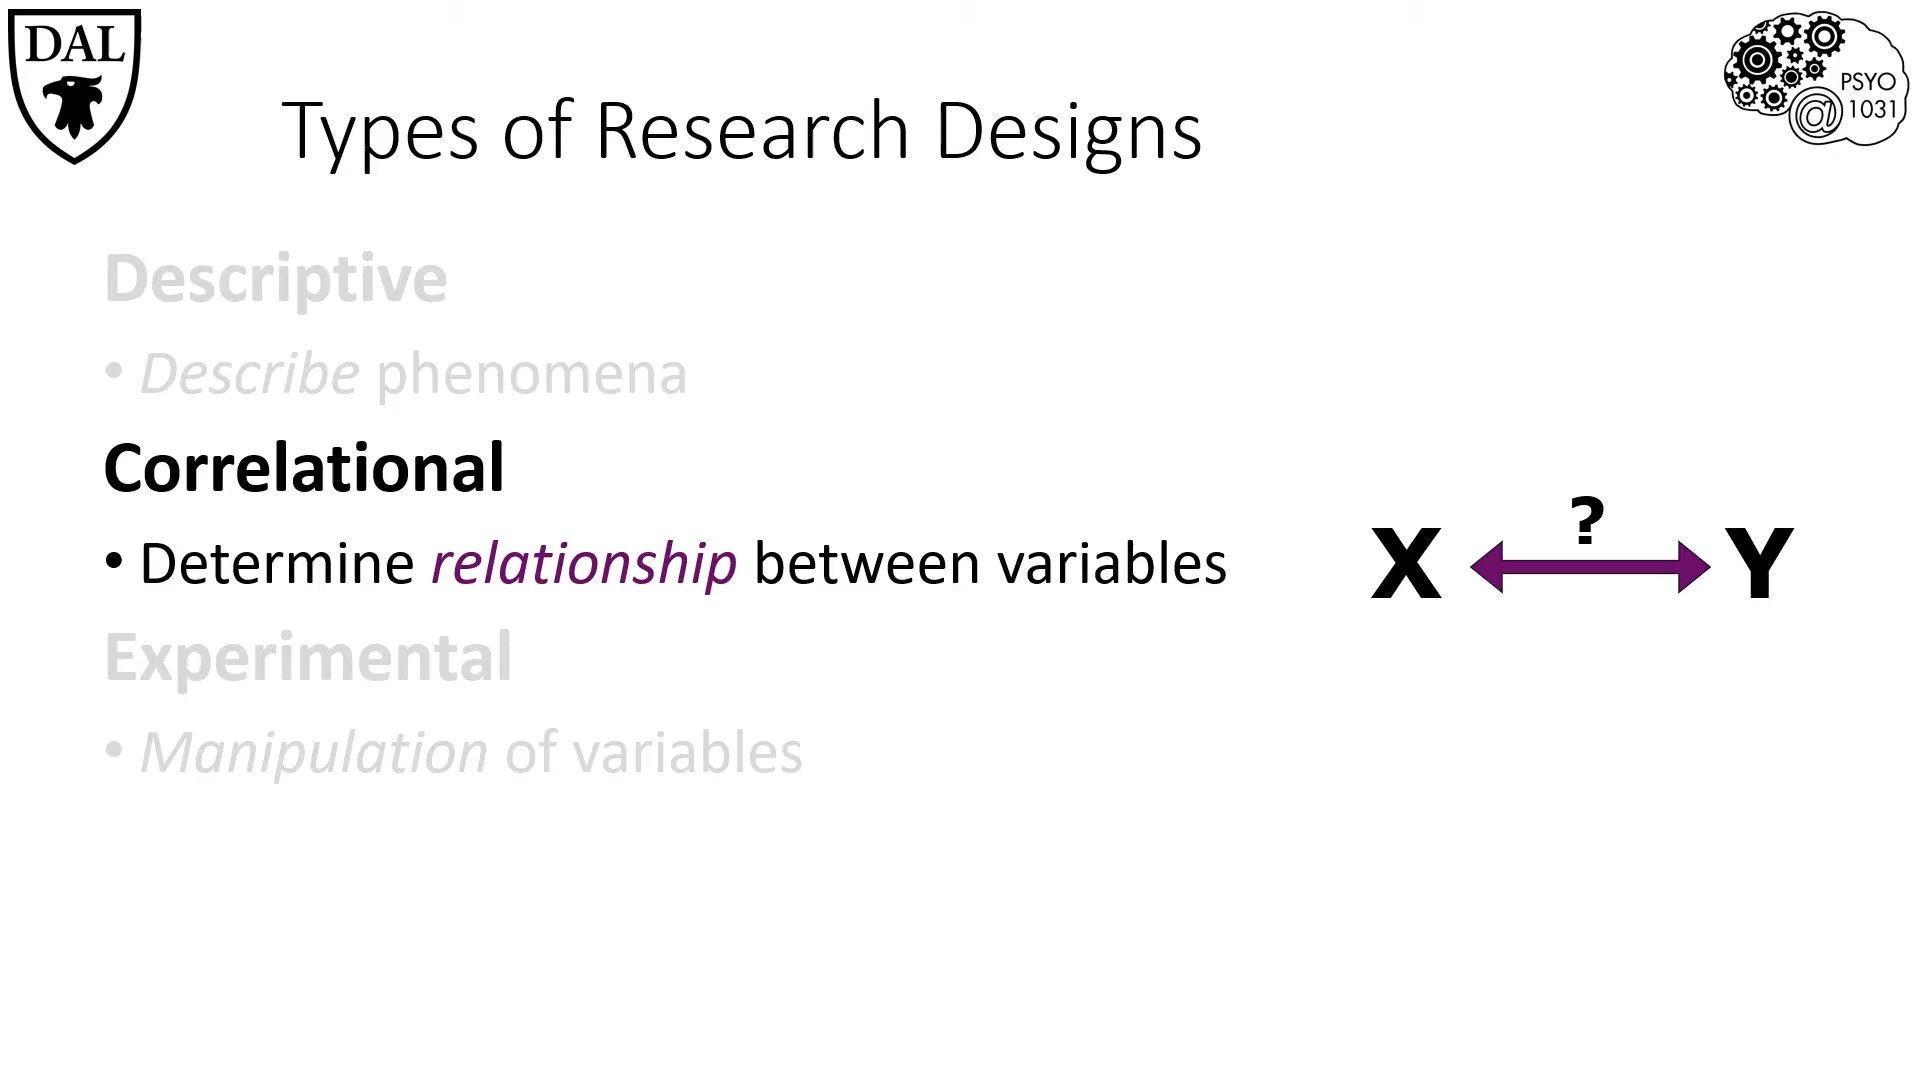 DAL
PSYO
@ 1031
Types of Research Designs
Descriptive
• Describe phenomena
Correlational
• Determine relationship between variables
?
X Y
Experimental
• Manipulation of variables